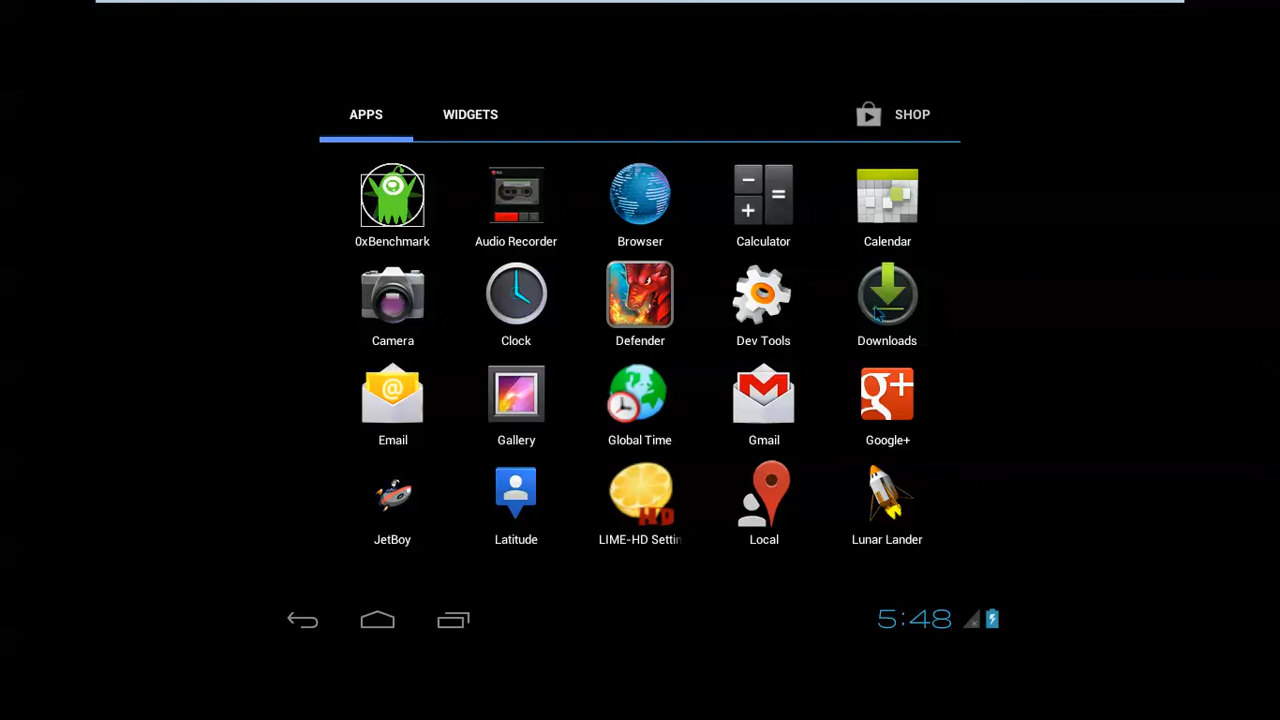 APPS WIDGETS SHOP
0xBenchmark Audio Recorder Browser Calculator Calendar
Camera Clock Defender Dev Tools Downloads
Email Gallery Global Time Gmail Google+
JetBoy Latitude LIME-HD Settin Local Lunar Lander
5:48